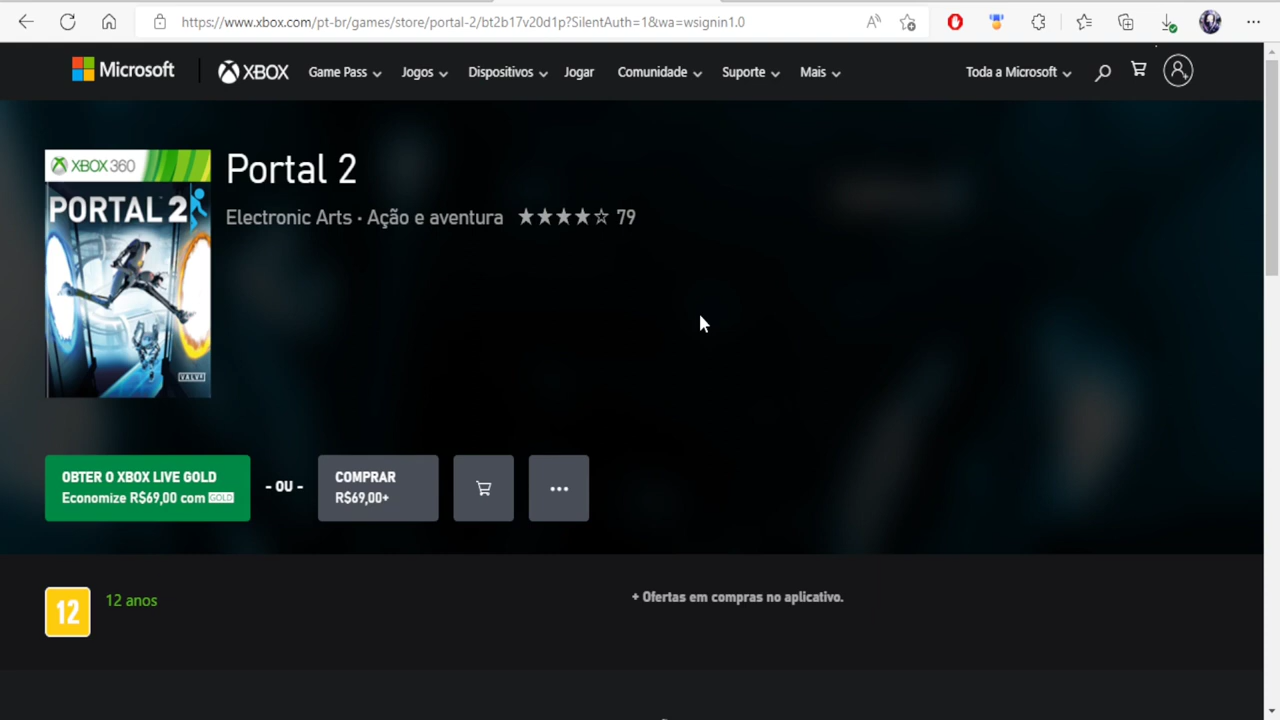 https://www.xbox.com/pt-br/games/store/portal-2/bt2b17v20d1p?SilentAuth=1&wa=wsignin1.0
Microsoft
XBOX
Game Pass
Jogos
Dispositivos
Jogar
Comunidade
Suporte
Mais
Toda a Microsoft
XBOX 360
PORTAL 2
VALVE
Portal 2
Electronic Arts · Ação e aventura ★★★★☆ 79
OBTER O XBOX LIVE GOLD
Economize R$69,00 com GOLD
- OU -
COMPRAR
R$69,00+
12
12 anos
+ Ofertas em compras no aplicativo.